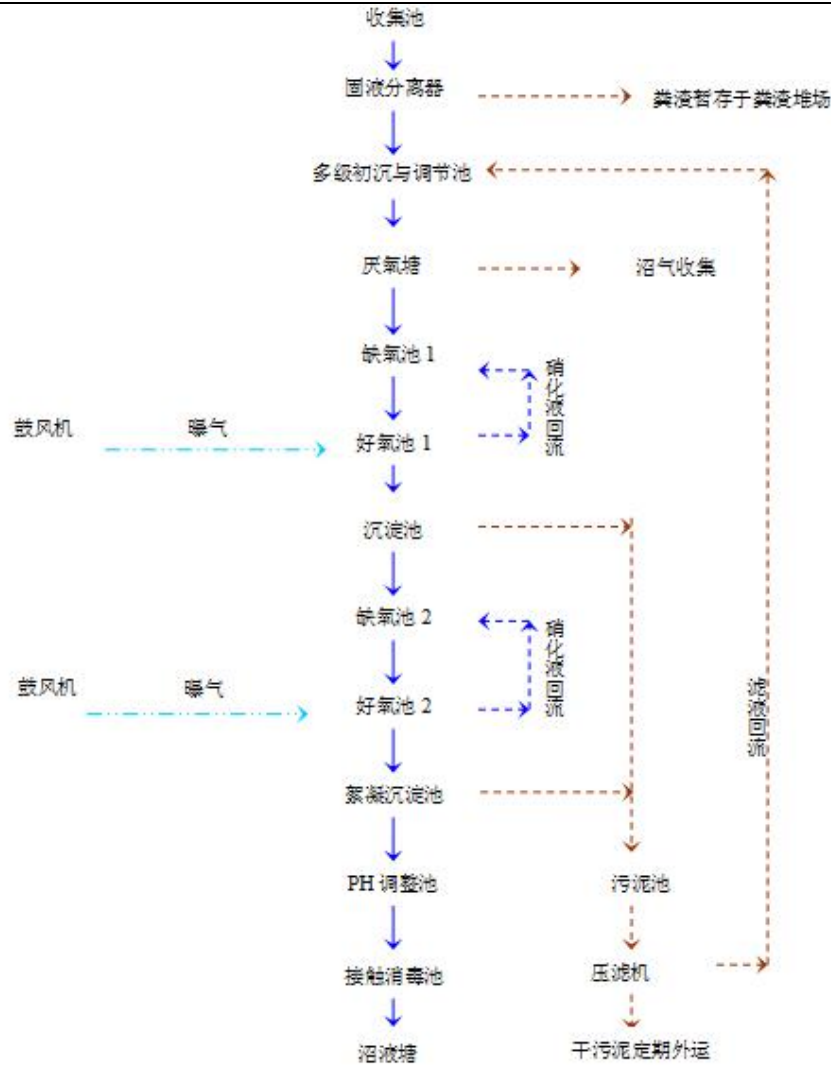 收集池
固液分离器
粪渣暂存于粪渣堆场
多级初沉与调节池
厌氧塘
沼气收集
缺氧池 1
硝化液回流
鼓风机
曝气
好氧池 1
沉淀池
缺氧池 2
硝化液回流
鼓风机
曝气
好氧池 2
滤液回流
絮凝沉淀池
PH 调整池
污泥池
接触消毒池
压滤机
沼液塘
干污泥定期外运